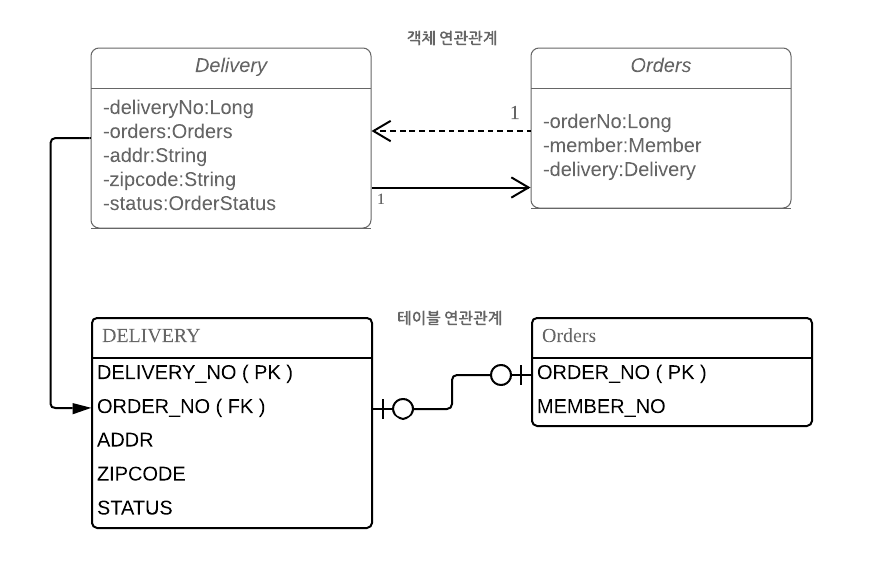 객체 연관관계
Delivery
-deliveryNo:Long
-orders:Orders
-addr:String
-zipcode:String
-status:OrderStatus
1
1
Orders
-orderNo:Long
-member:Member
-delivery:Delivery
테이블 연관관계
DELIVERY
DELIVERY_NO ( PK )
ORDER_NO ( FK )
ADDR
ZIPCODE
STATUS
Orders
ORDER_NO ( PK )
MEMBER_NO